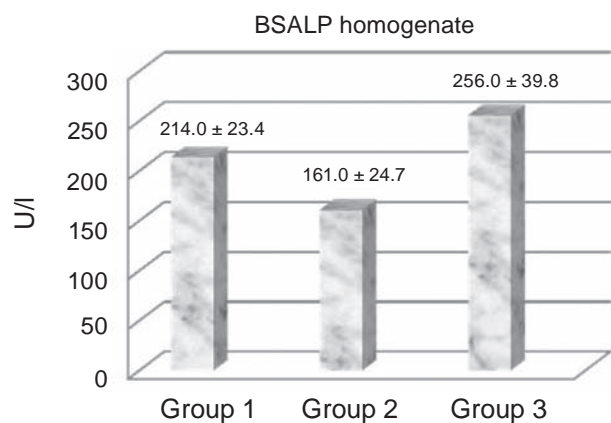 BSALP homogenate
300
250
200
150
100
50
0
U/l
214.0 ± 23.4
161.0 ± 24.7
256.0 ± 39.8
Group 1
Group 2
Group 3